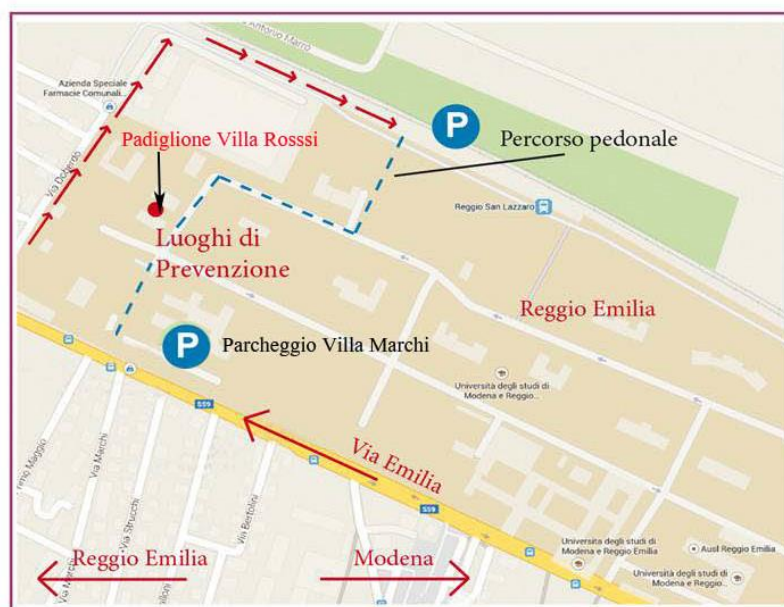 Antonio Marro
Azienda Speciale
Farmacie Comunali...
Padiglione Villa Rosssi
P
Percorso pedonale
Via Doberdò
Reggio San Lazzaro
Luoghi di
Prevenzione
Reggio Emilia
P
Parcheggio Villa Marchi
Università degli studi di
Modena e Reggio...
SS9
Via Emilia
Via Marchi
Via Strucchi
Via Bertolini
SS9
Università degli studi di
Modena e Reggio Emilia
Ausl Reggio Emilia
Reggio Emilia
Modena
Via Marchi
Università degli studi di
Modena e Reggio...